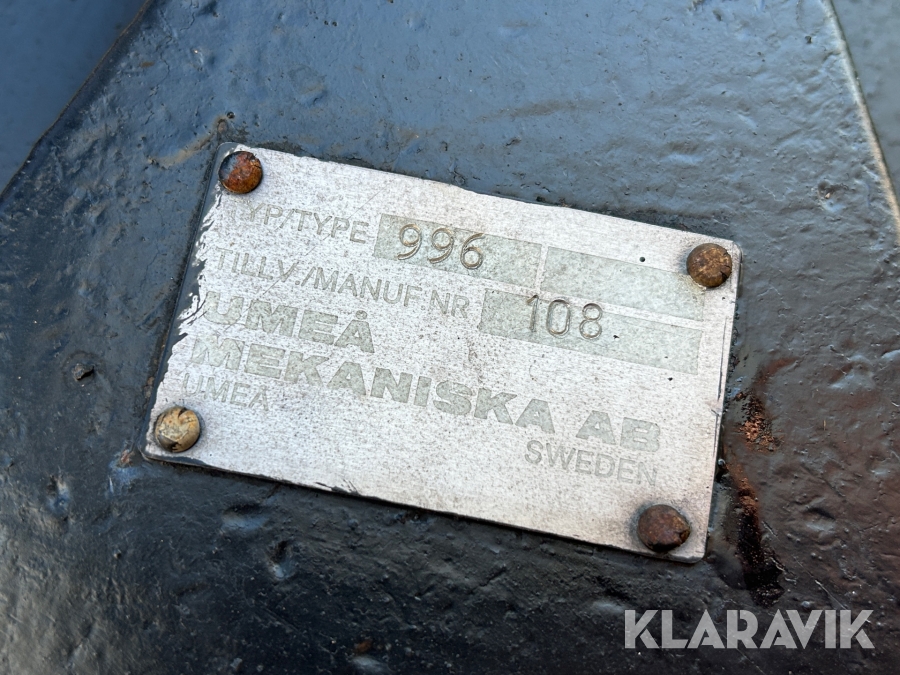 TYP/TYPE 996
TILLV./MANUF NR 108
UMEÅ
MEKANISKA AB
UMEÅ SWEDEN
KLARAVIK